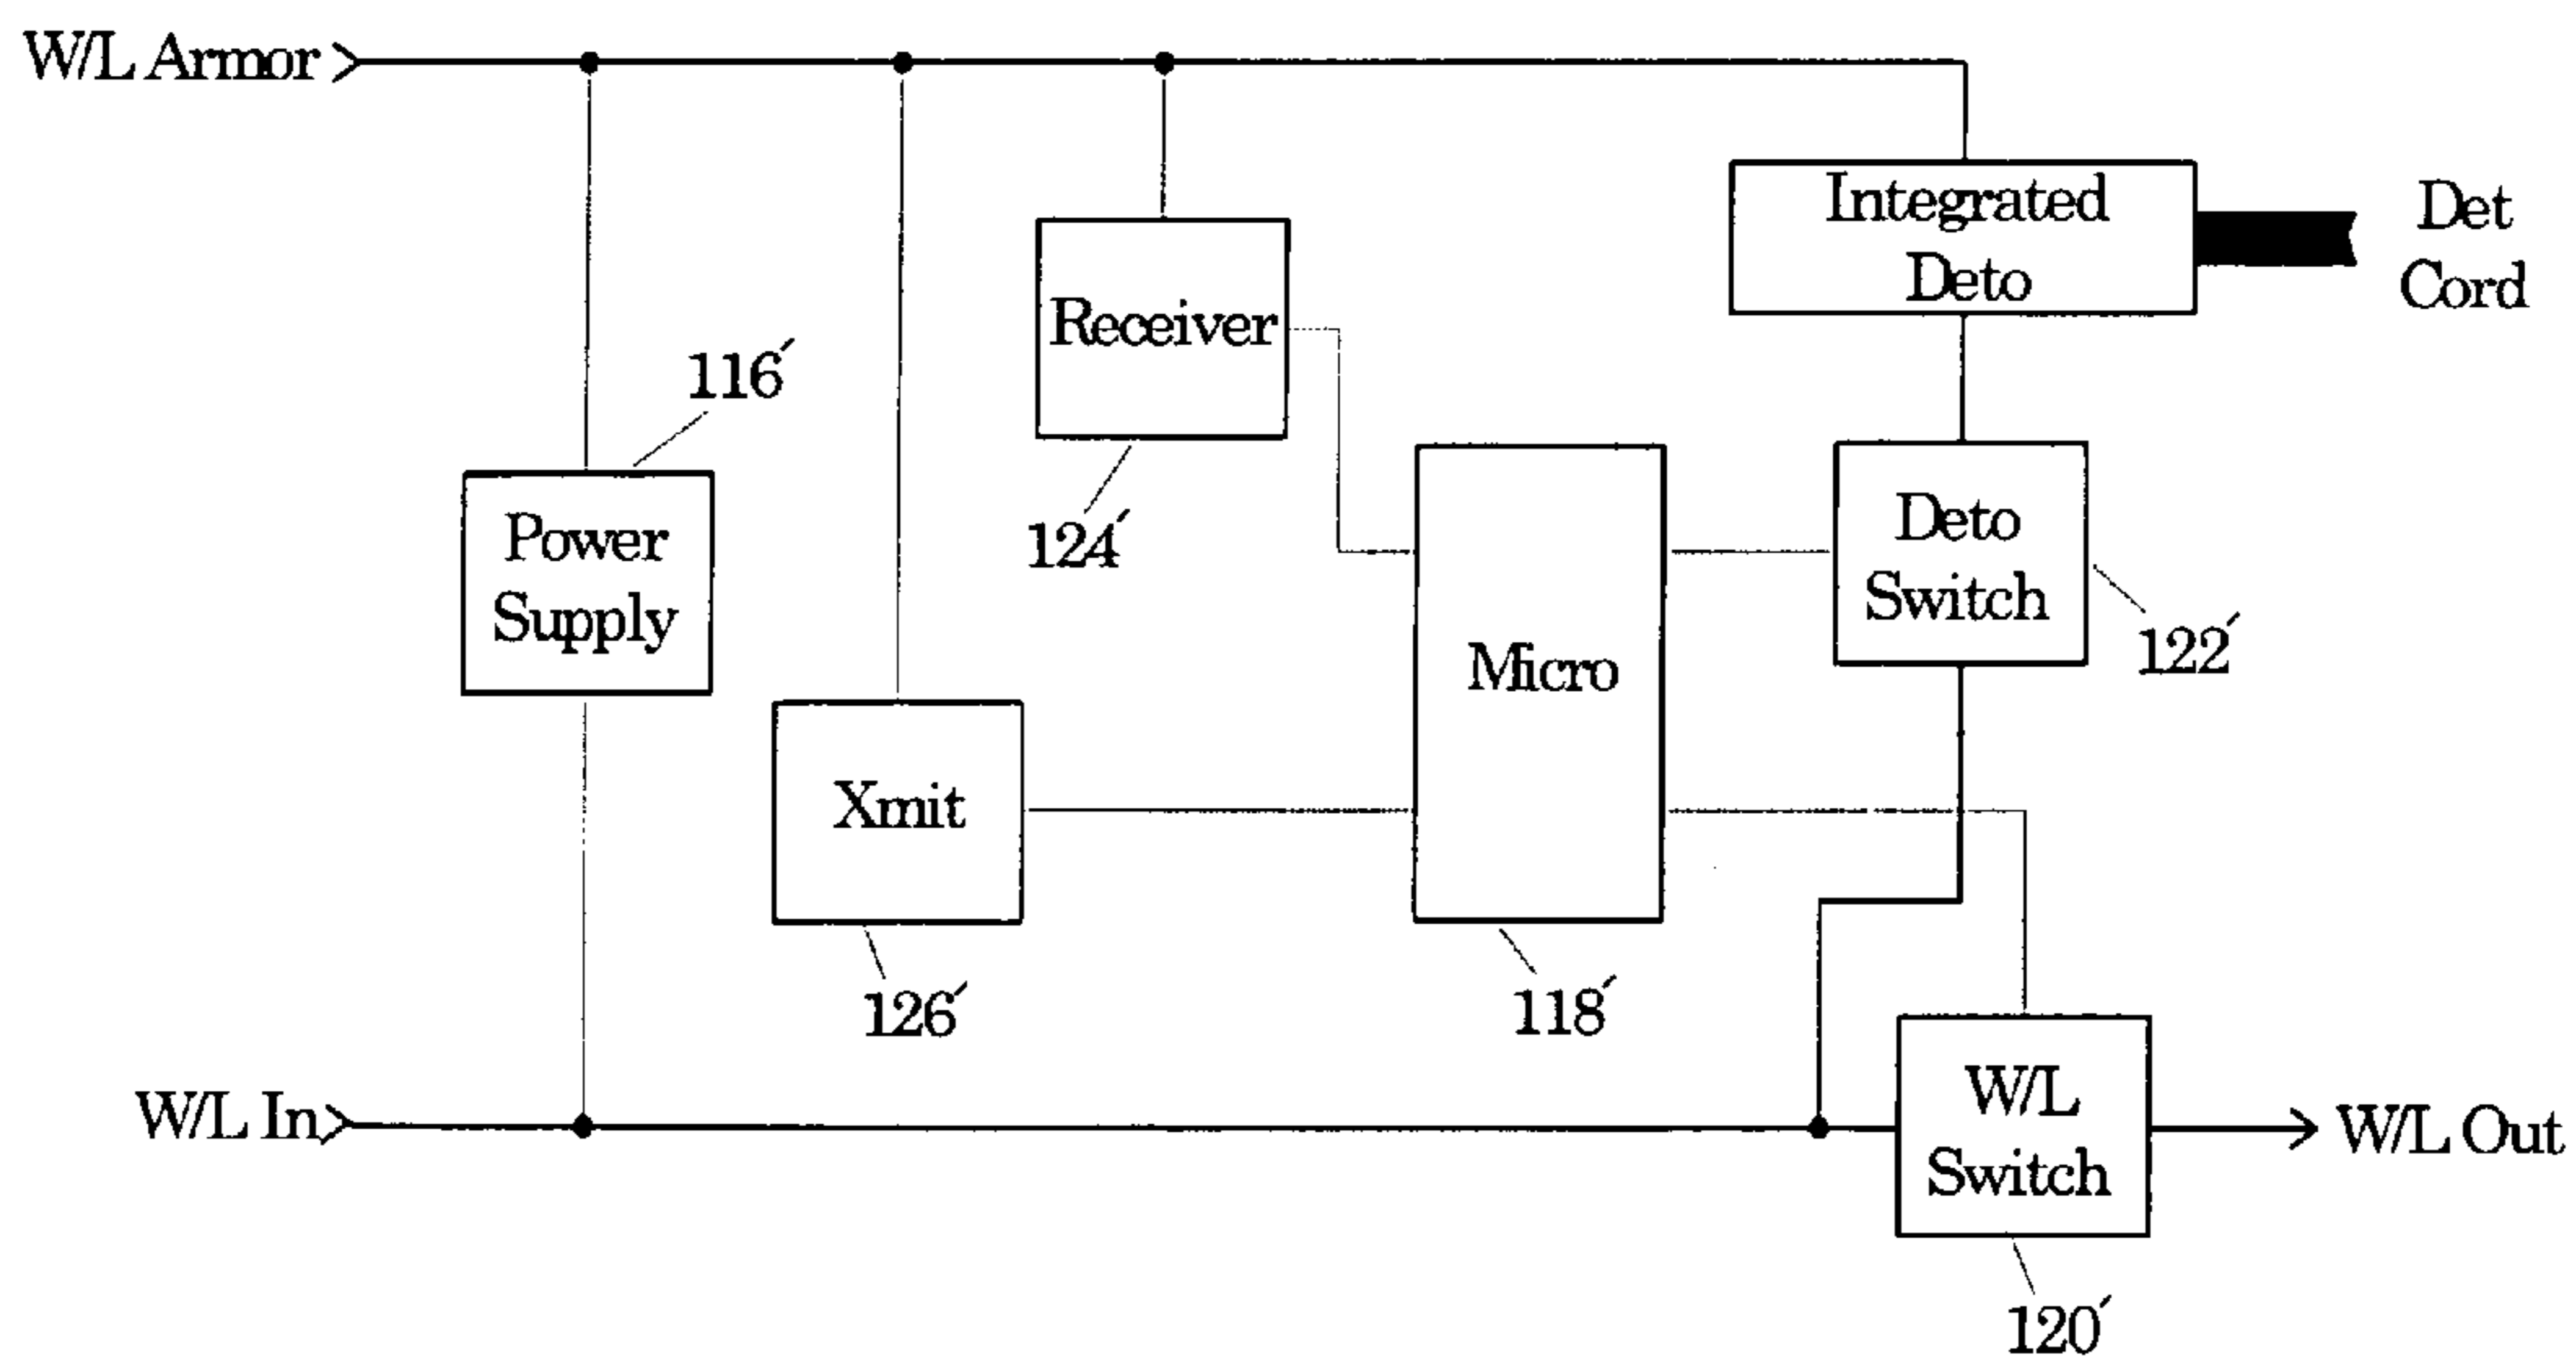 W/L Armor
Integrated
Deto
Det
Cord
Receiver
116´
124´
Power
Supply
Deto
Switch
122´
Micro
Xmit
126´
118´
W/L In
W/L
Switch
W/L Out
120´